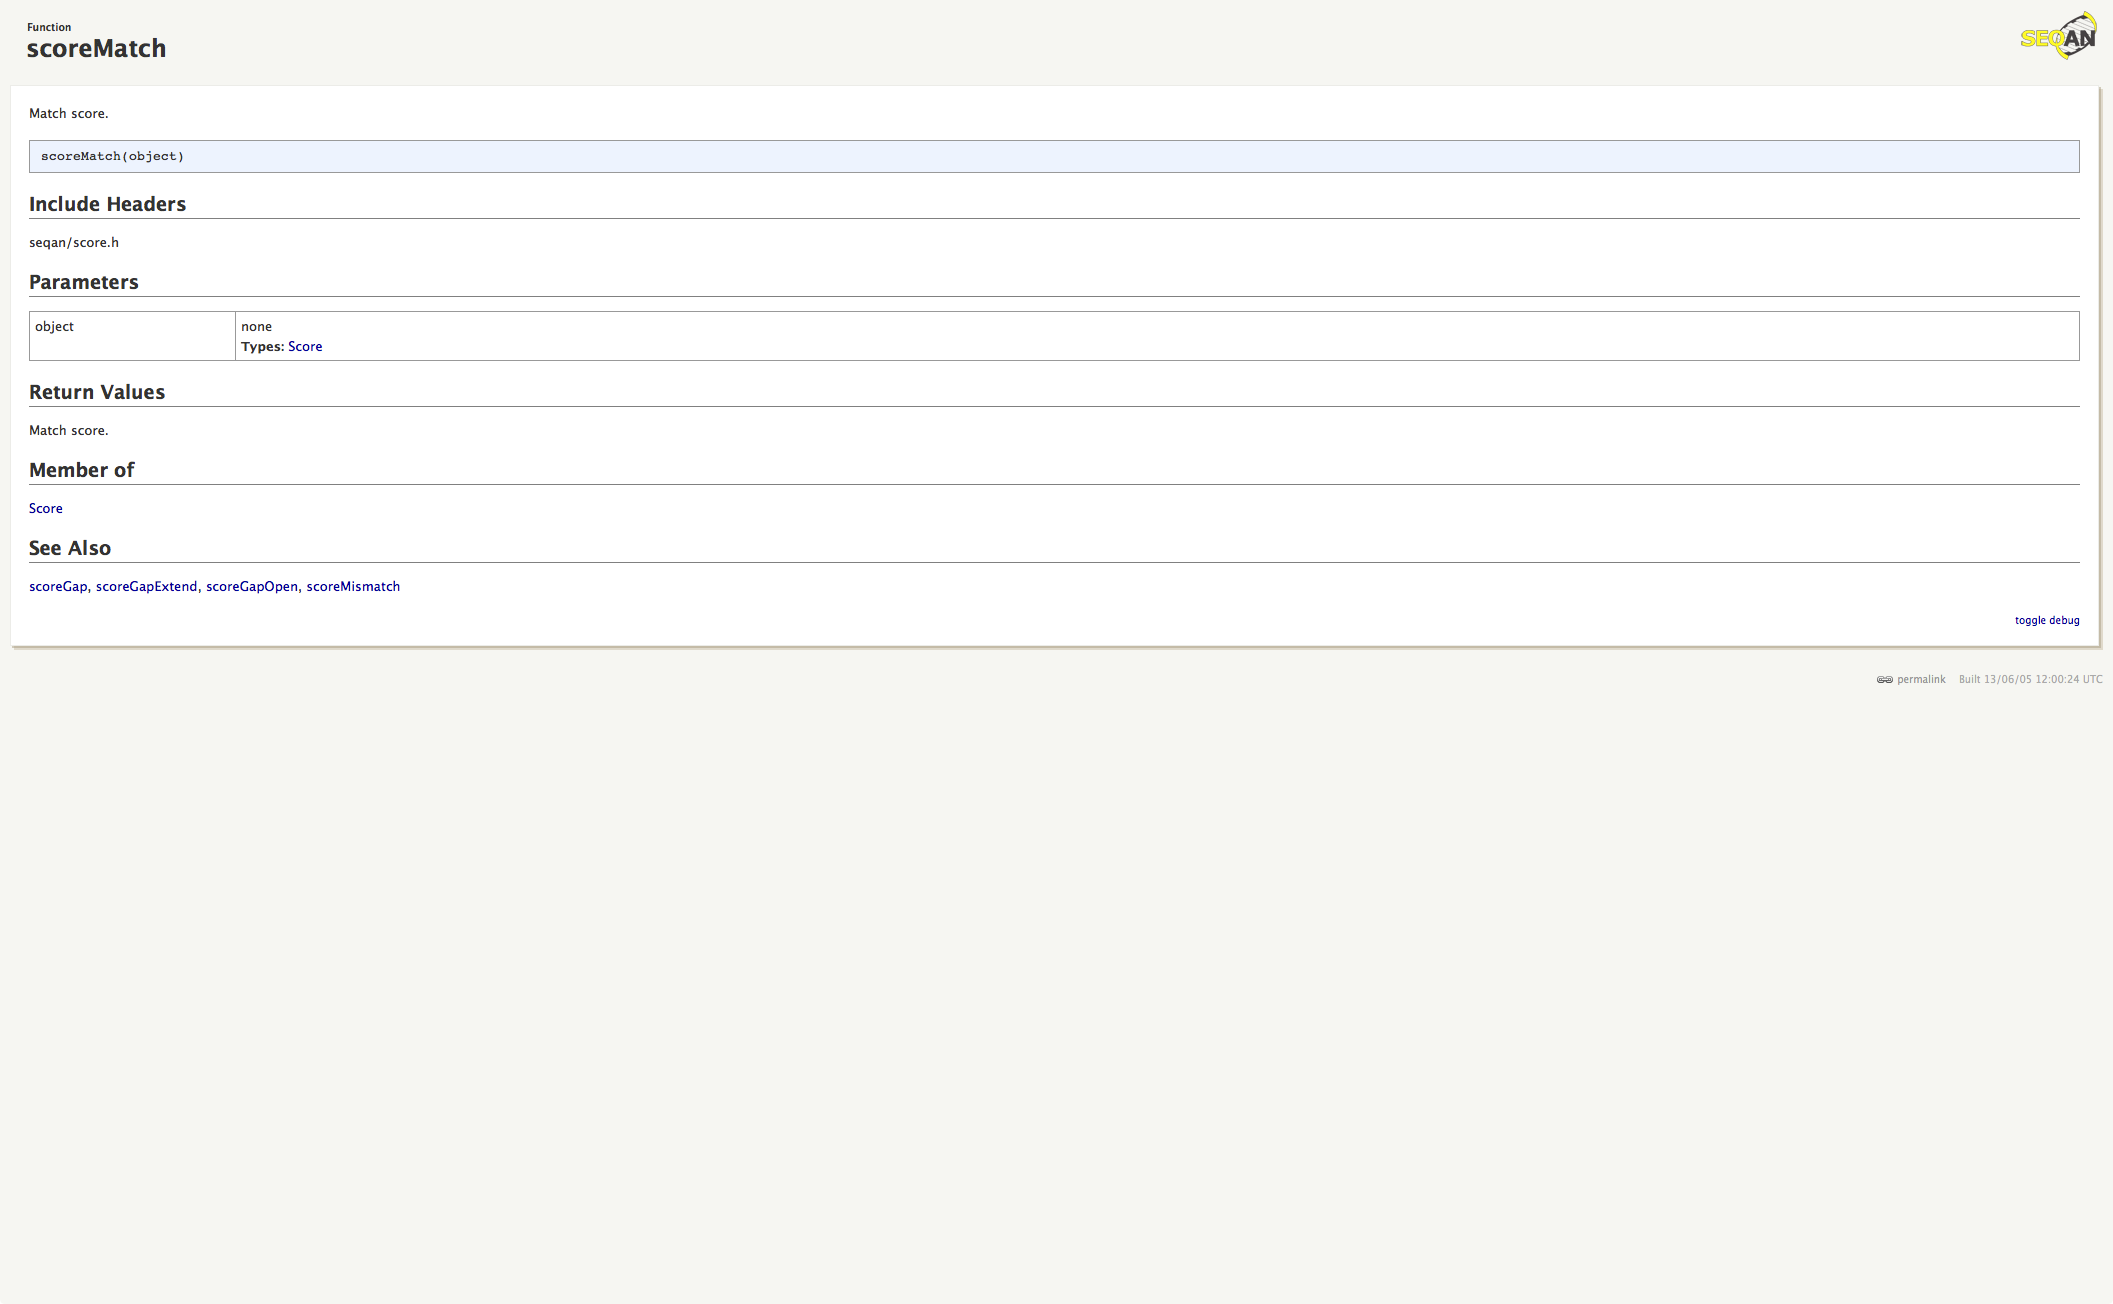 Function
scoreMatch
SEQAN
Match score.
scoreMatch(object)
Include Headers
seqan/score.h
Parameters
object
none
Types: Score
Return Values
Match score.
Member of
Score
See Also
scoreGap, scoreGapExtend, scoreGapOpen, scoreMismatch
toggle debug
permalink Built 13/06/05 12:00:24 UTC